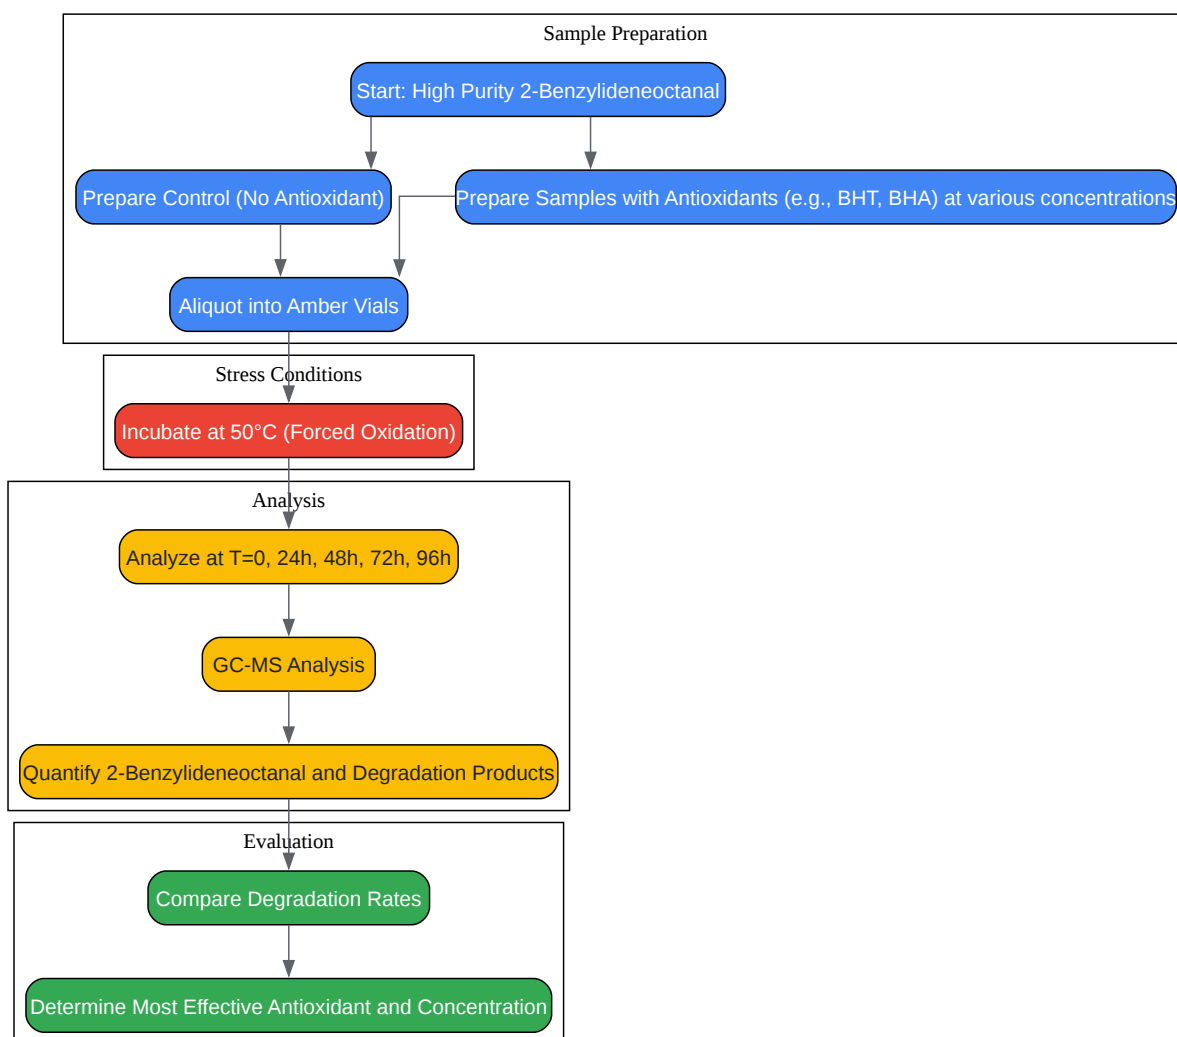 Sample Preparation
Start: High Purity 2-Benzylideneoctanal
Prepare Control (No Antioxidant)
Prepare Samples with Antioxidants (e.g., BHT, BHA) at various concentrations
Aliquot into Amber Vials
Stress Conditions
Incubate at 50°C (Forced Oxidation)
Analysis
Analyze at T=0, 24h, 48h, 72h, 96h
GC-MS Analysis
Quantify 2-Benzylideneoctanal and Degradation Products
Evaluation
Compare Degradation Rates
Determine Most Effective Antioxidant and Concentration